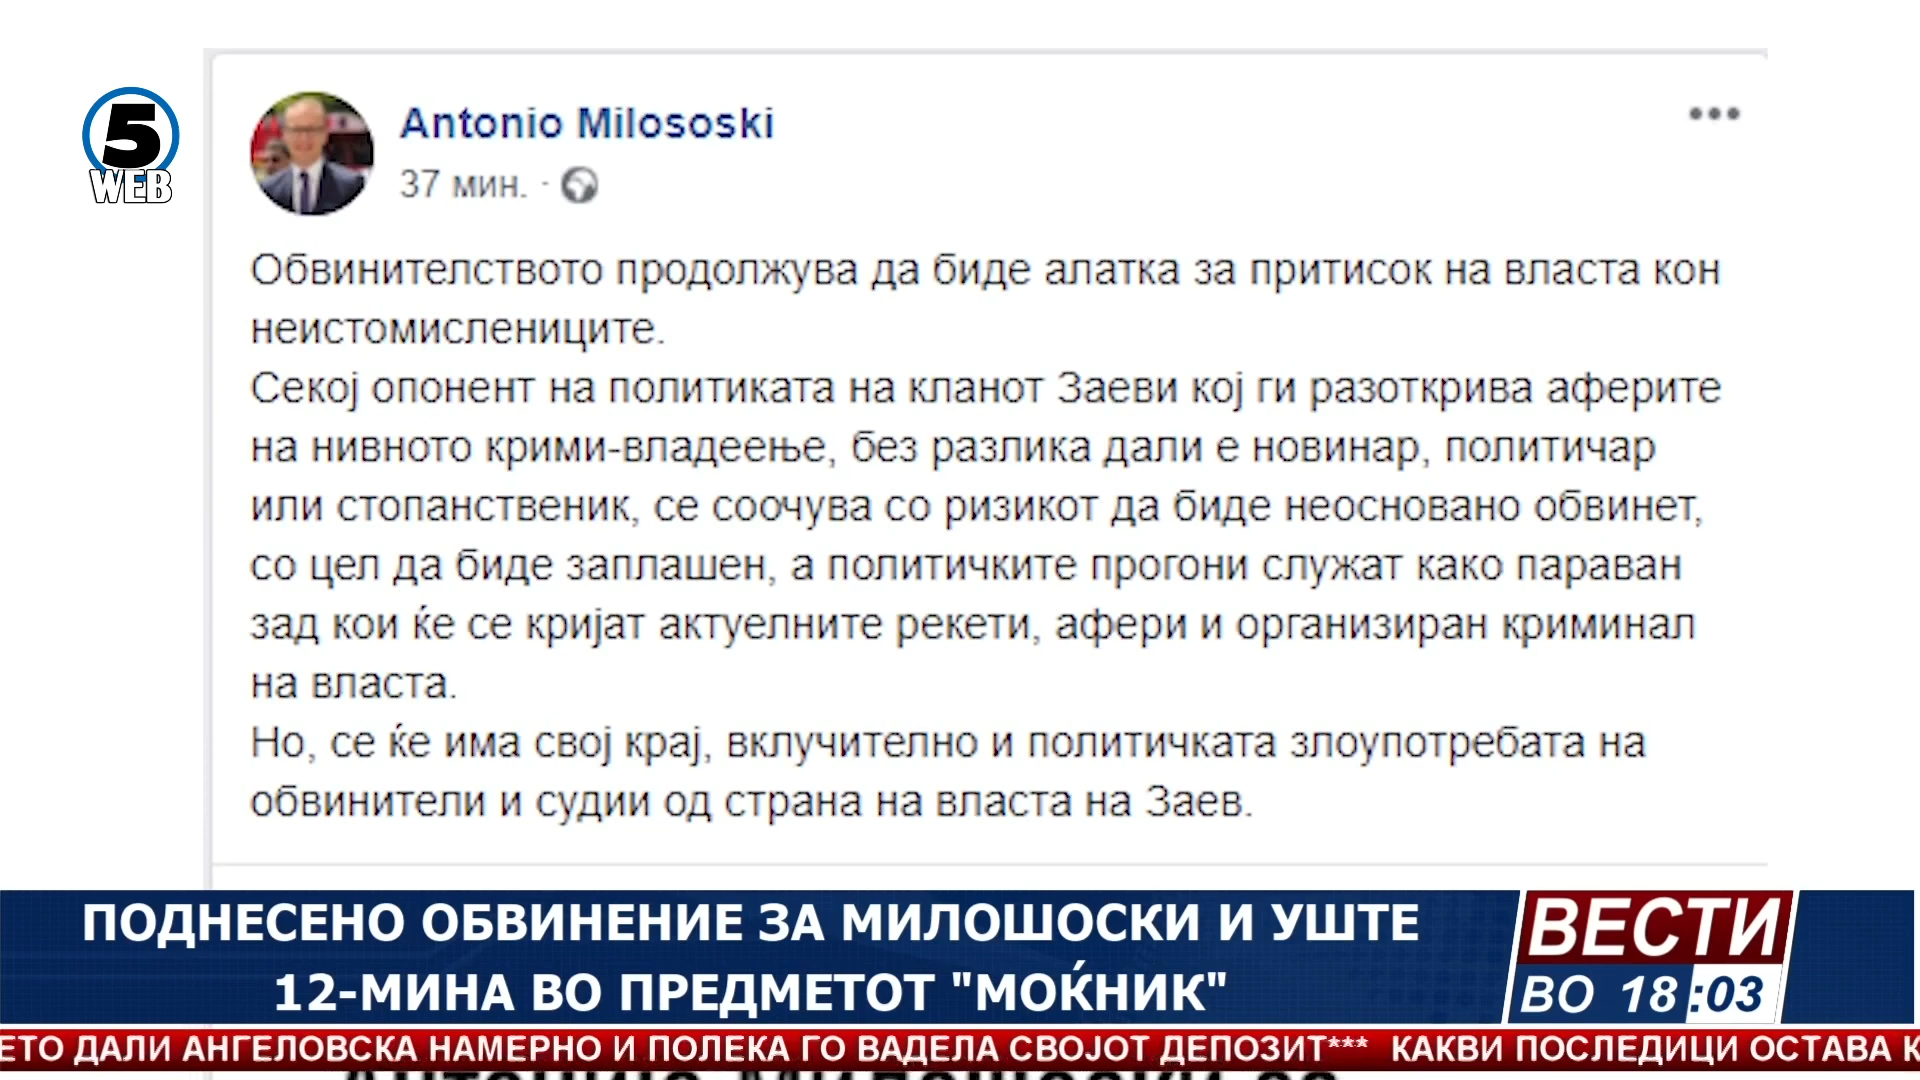 5
WEB
Antonio Milososki
37 мин.
Обвинителството продолжува да биде алатка за притисок на власта кон
неистомислениците.
Секој опонент на политиката на кланот Заеви кој ги разоткрива аферите
на нивното крими-владеење, без разлика дали е новинар, политичар
или стопанственик, се соочува со ризикот да биде неосновано обвинет,
со цел да биде заплашен, а политичките прогони служат како параван
зад кои ќе се кријат актуелните рекети, афери и организиран криминал
на власта.
Но, се ќе има свој крај, вклучително и политичката злоупотребата на
обвинители и судии од страна на власта на Заев.
ПОДНЕСЕНО ОБВИНЕНИЕ ЗА МИЛОШОСКИ И УШТЕ
12-МИНА ВО ПРЕДМЕТОТ "МОЌНИК"
ВЕСТИ
ВО 18:03
ЕТО ДАЛИ АНГЕЛОВСКА НАМЕРНО И ПОЛЕКА ГО ВАДЕЛА СВОЈОТ ДЕПОЗИТ*** КАКВИ ПОСЛЕДИЦИ ОСТАВА К